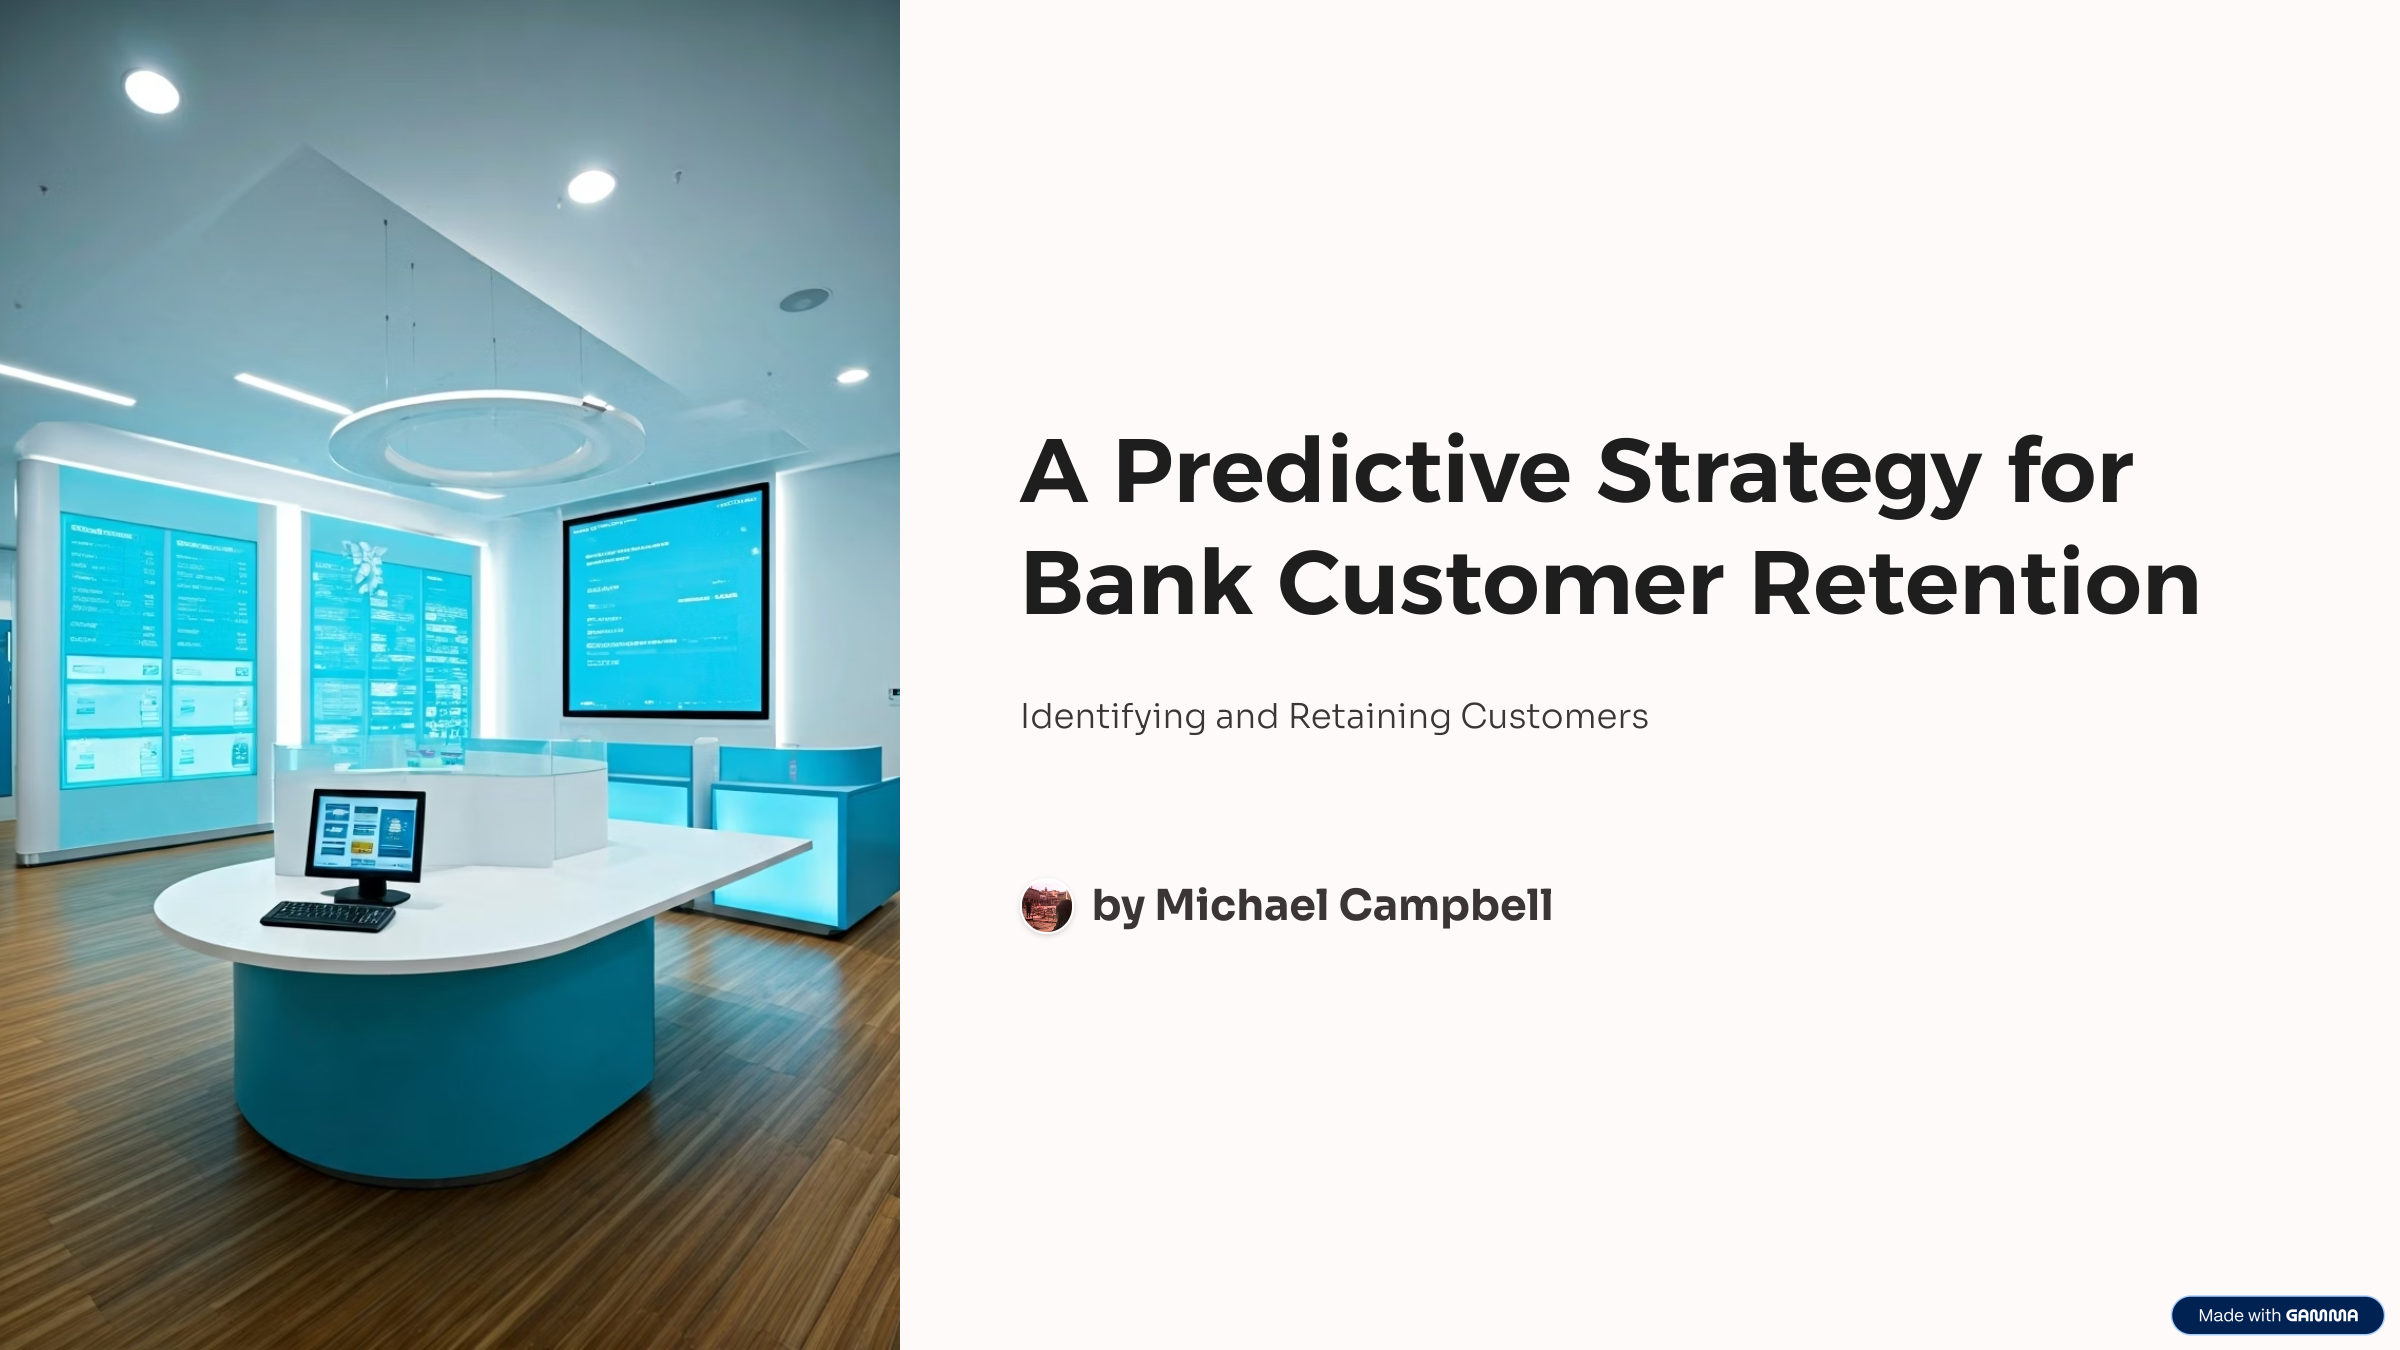 A Predictive Strategy for
Bank Customer Retention
Identifying and Retaining Customers
by Michael Campbell
Made with GAMMA